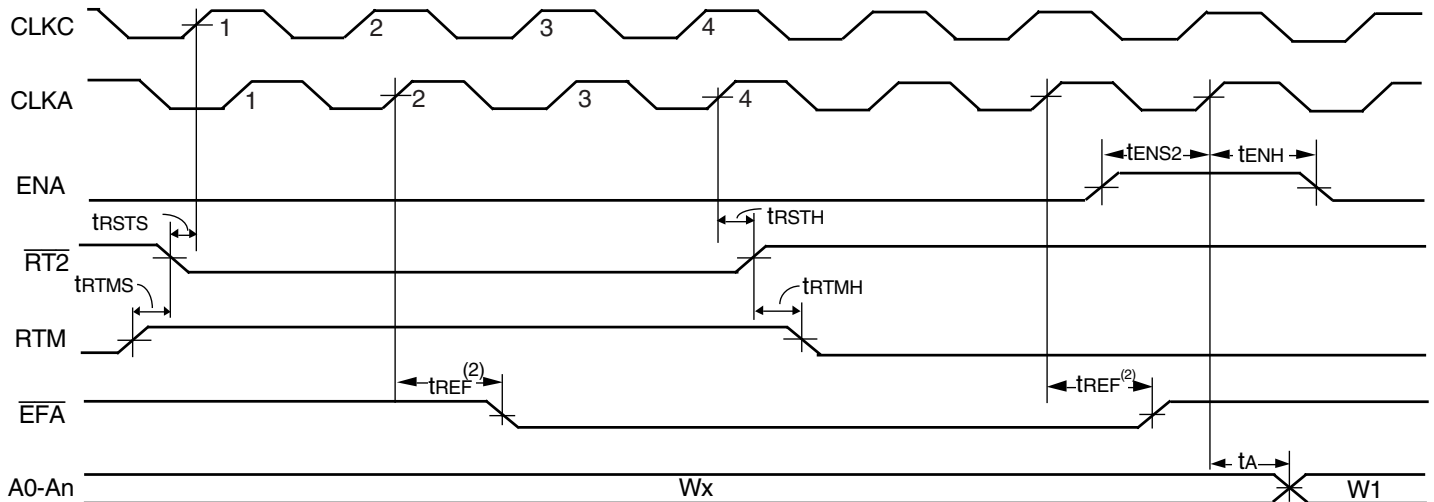 CLKC 1 2 3 4
CLKA 1 2 3 4
tENS2 tENH
ENA
tRSTS tRSTH
RT2
tRTMS tRTMH
RTM
tREF(2) tREF(2)
EFA
tA
A0-An Wx W1